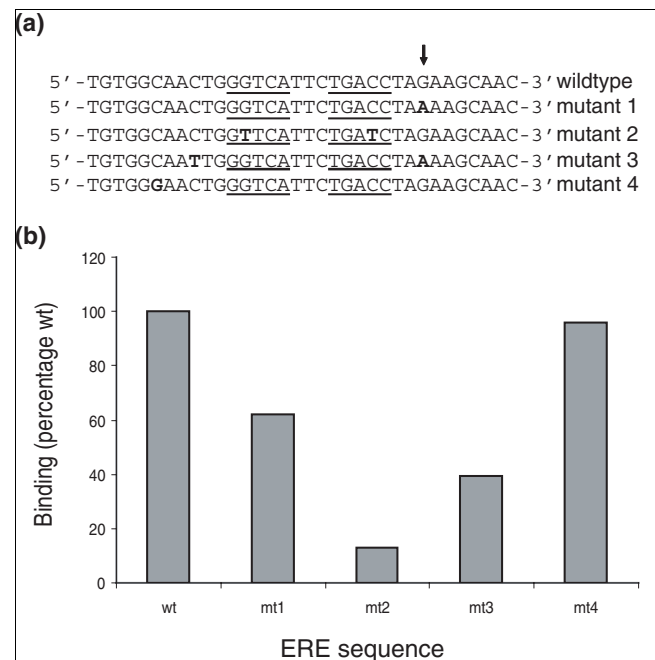 (a)
5'-TGTGGCAACTGGGTCATTCTGACCTAGAAGCAAC-3' wildtype
5'-TGTGGCAACTGGGTCATTCTGACCTAAAAGCAAC-3' mutant 1
5'-TGTGGCAACTGGTTCATTCTGATCTAGAAGCAAC-3' mutant 2
5'-TGTGGCAATTGGGTCATTCTGACCTAAAAGCAAC-3' mutant 3
5'-TGTGGGAACTGGGTCATTCTGACCTAGAAGCAAC-3' mutant 4
(b)
Binding (percentage wt)
120
100
80
60
40
20
0
wt mt1 mt2 mt3 mt4
ERE sequence